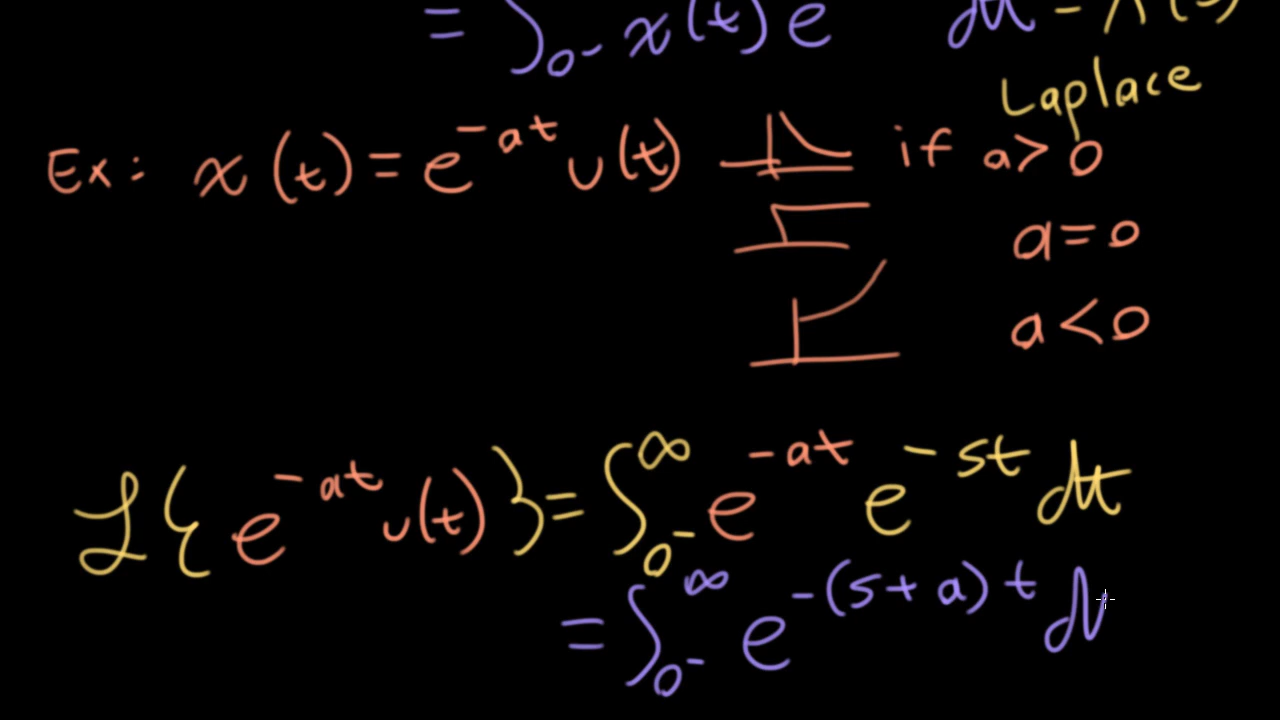 = ∫0⁻ x(t) e dt =
Laplace
Ex: x(t) = e^{-at} u(t) if a > 0
a = 0
a < 0
ℒ{e^{-at} u(t)} = ∫_{0⁻}^{∞} e^{-at} e^{-st} dt
= ∫_{0⁻}^{∞} e^{-(s+a)t} d